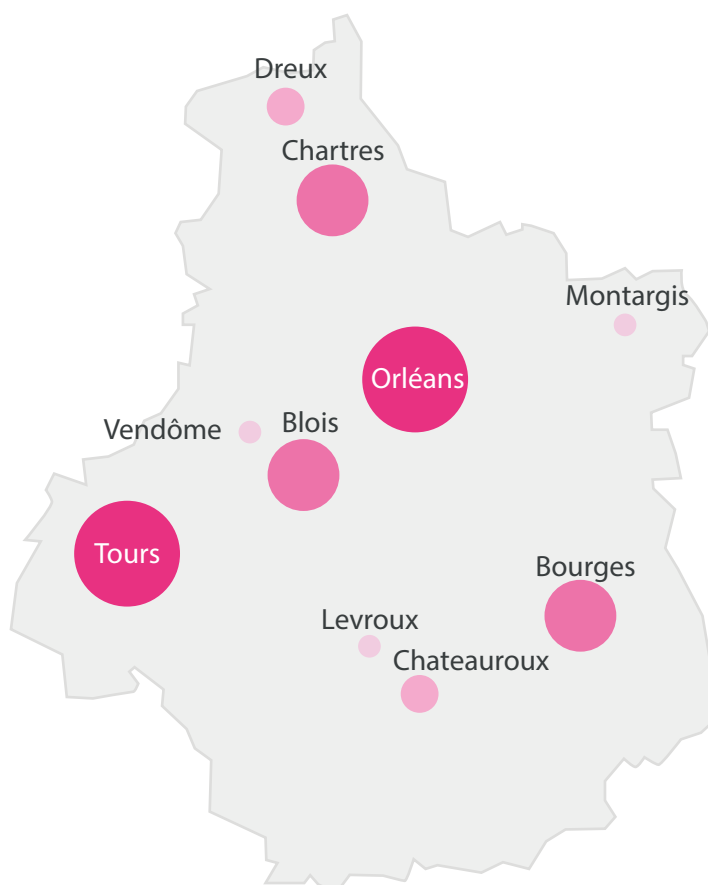 Dreux
Chartres
Montargis
Orléans
Blois
Vendôme
Tours
Bourges
Levroux
Chateauroux